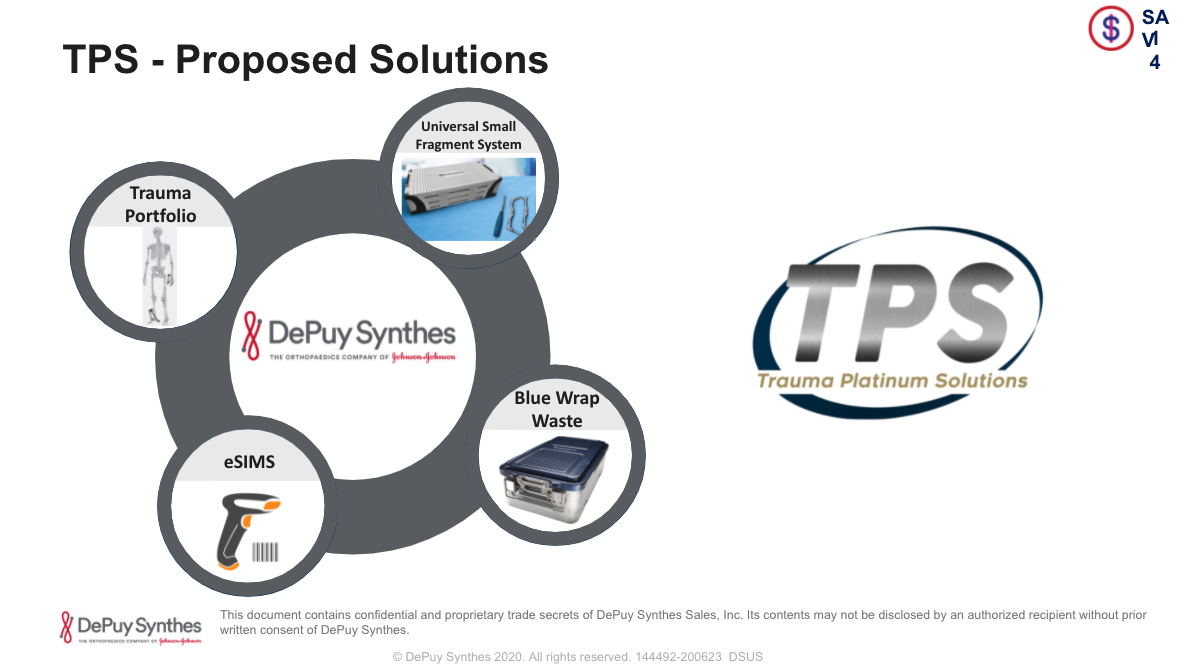 TPS - Proposed Solutions
$
SA
VI
4
Universal Small
Fragment System
Trauma
Portfolio
DePuy Synthes
THE ORTHOPAEDICS COMPANY OF Johnson & Johnson
TPS
Trauma Platinum Solutions
Blue Wrap
Waste
eSIMS
DePuy Synthes
THE ORTHOPAEDICS COMPANY OF Johnson & Johnson
This document contains confidential and proprietary trade secrets of DePuy Synthes Sales, Inc. Its contents may not be disclosed by an authorized recipient without prior
written consent of DePuy Synthes.
© DePuy Synthes 2020. All rights reserved. 144492-200623 DSUS